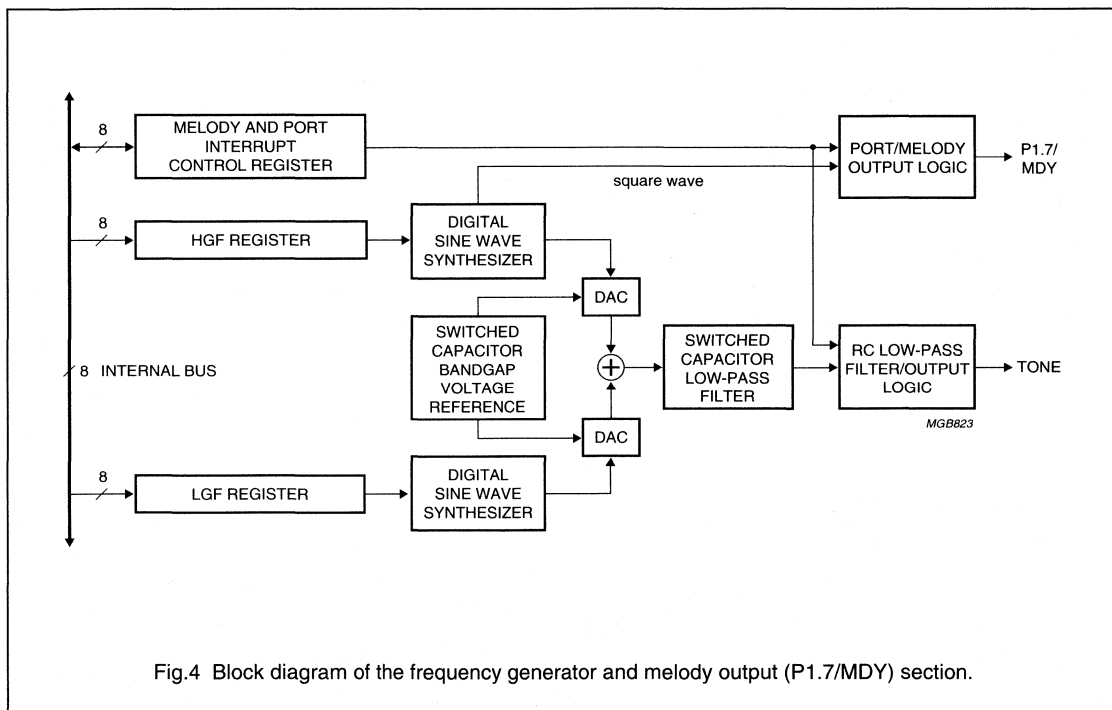 8
MELODY AND PORT
INTERRUPT
CONTROL REGISTER
PORT/MELODY
OUTPUT LOGIC
P1.7/
MDY
square wave
8
HGF REGISTER
DIGITAL
SINE WAVE
SYNTHESIZER
DAC
SWITCHED
CAPACITOR
BANDGAP
VOLTAGE
REFERENCE
8 INTERNAL BUS
+
SWITCHED
CAPACITOR
LOW-PASS
FILTER
RC LOW-PASS
FILTER/OUTPUT
LOGIC
TONE
MGB823
DAC
8
LGF REGISTER
DIGITAL
SINE WAVE
SYNTHESIZER
Fig.4 Block diagram of the frequency generator and melody output (P1.7/MDY) section.